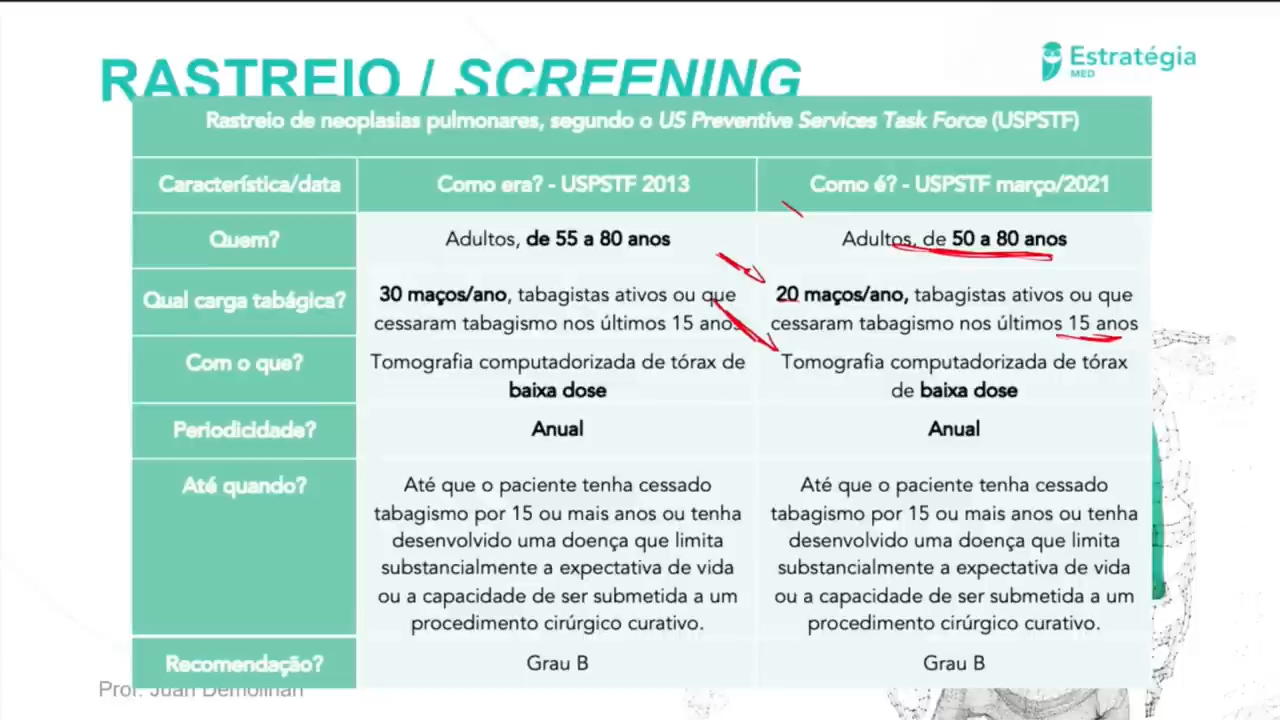 RASTREIO / SCREENING
Estratégia
MED
Rastreio de neoplasias pulmonares, segundo o US Preventive Services Task Force (USPSTF)
Característica/data
Como era? - USPSTF 2013
Como é? - USPSTF março/2021
Quem?
Adultos, de 55 a 80 anos
Adultos, de 50 a 80 anos
Qual carga tabágica?
30 maços/ano, tabagistas ativos ou que
cessaram tabagismo nos últimos 15 anos
20 maços/ano, tabagistas ativos ou que
cessaram tabagismo nos últimos 15 anos
Com o que?
Tomografia computadorizada de tórax de
baixa dose
Tomografia computadorizada de tórax
de baixa dose
Periodicidade?
Anual
Anual
Até quando?
Até que o paciente tenha cessado
tabagismo por 15 ou mais anos ou tenha
desenvolvido uma doença que limita
substancialmente a expectativa de vida
ou a capacidade de ser submetida a um
procedimento cirúrgico curativo.
Até que o paciente tenha cessado
tabagismo por 15 ou mais anos ou tenha
desenvolvido uma doença que limita
substancialmente a expectativa de vida
ou a capacidade de ser submetida a um
procedimento cirúrgico curativo.
Recomendação?
Grau B
Grau B
Prof. Juan Demolinari